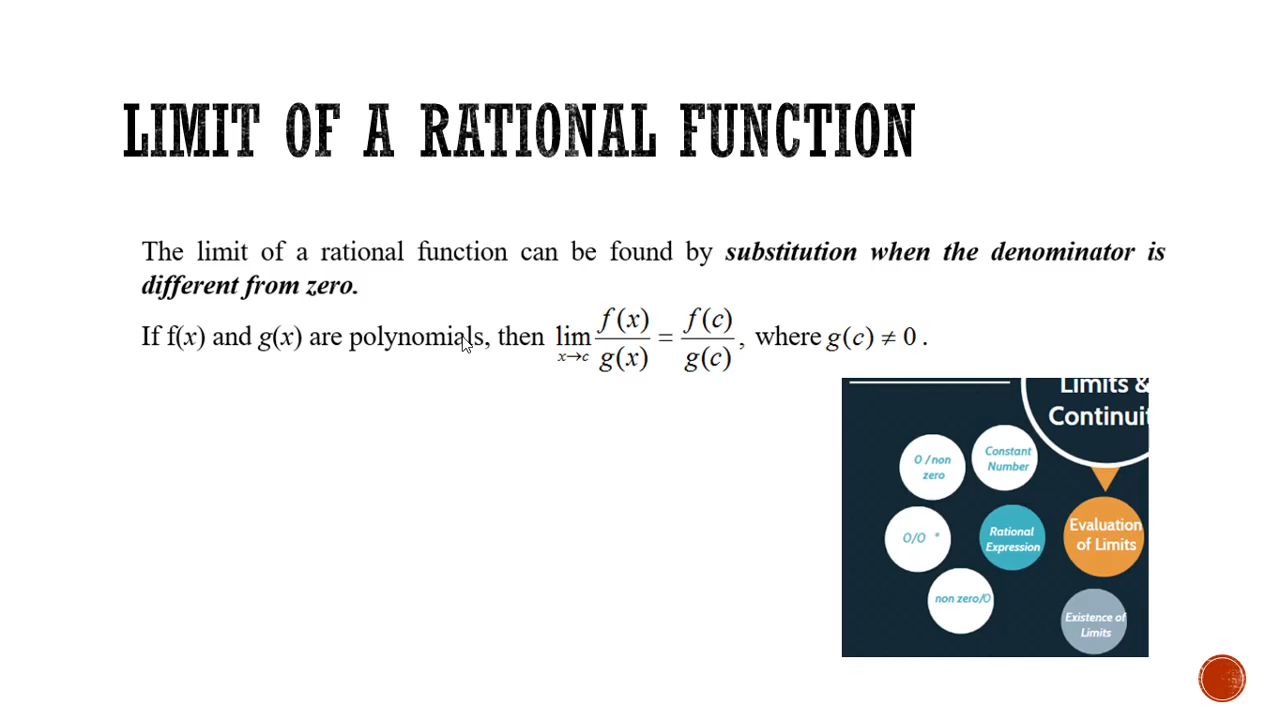 LIMIT OF A RATIONAL FUNCTION
The limit of a rational function can be found by substitution when the denominator is
different from zero.
If f(x) and g(x) are polynomials, then lim x→c f(x)/g(x) = f(c)/g(c), where g(c) ≠ 0.
Limits &
Continuit
0 / non
zero
Constant
Number
0/0 *
Rational
Expression
Evaluation
of Limits
non zero/0
Existence of
Limits